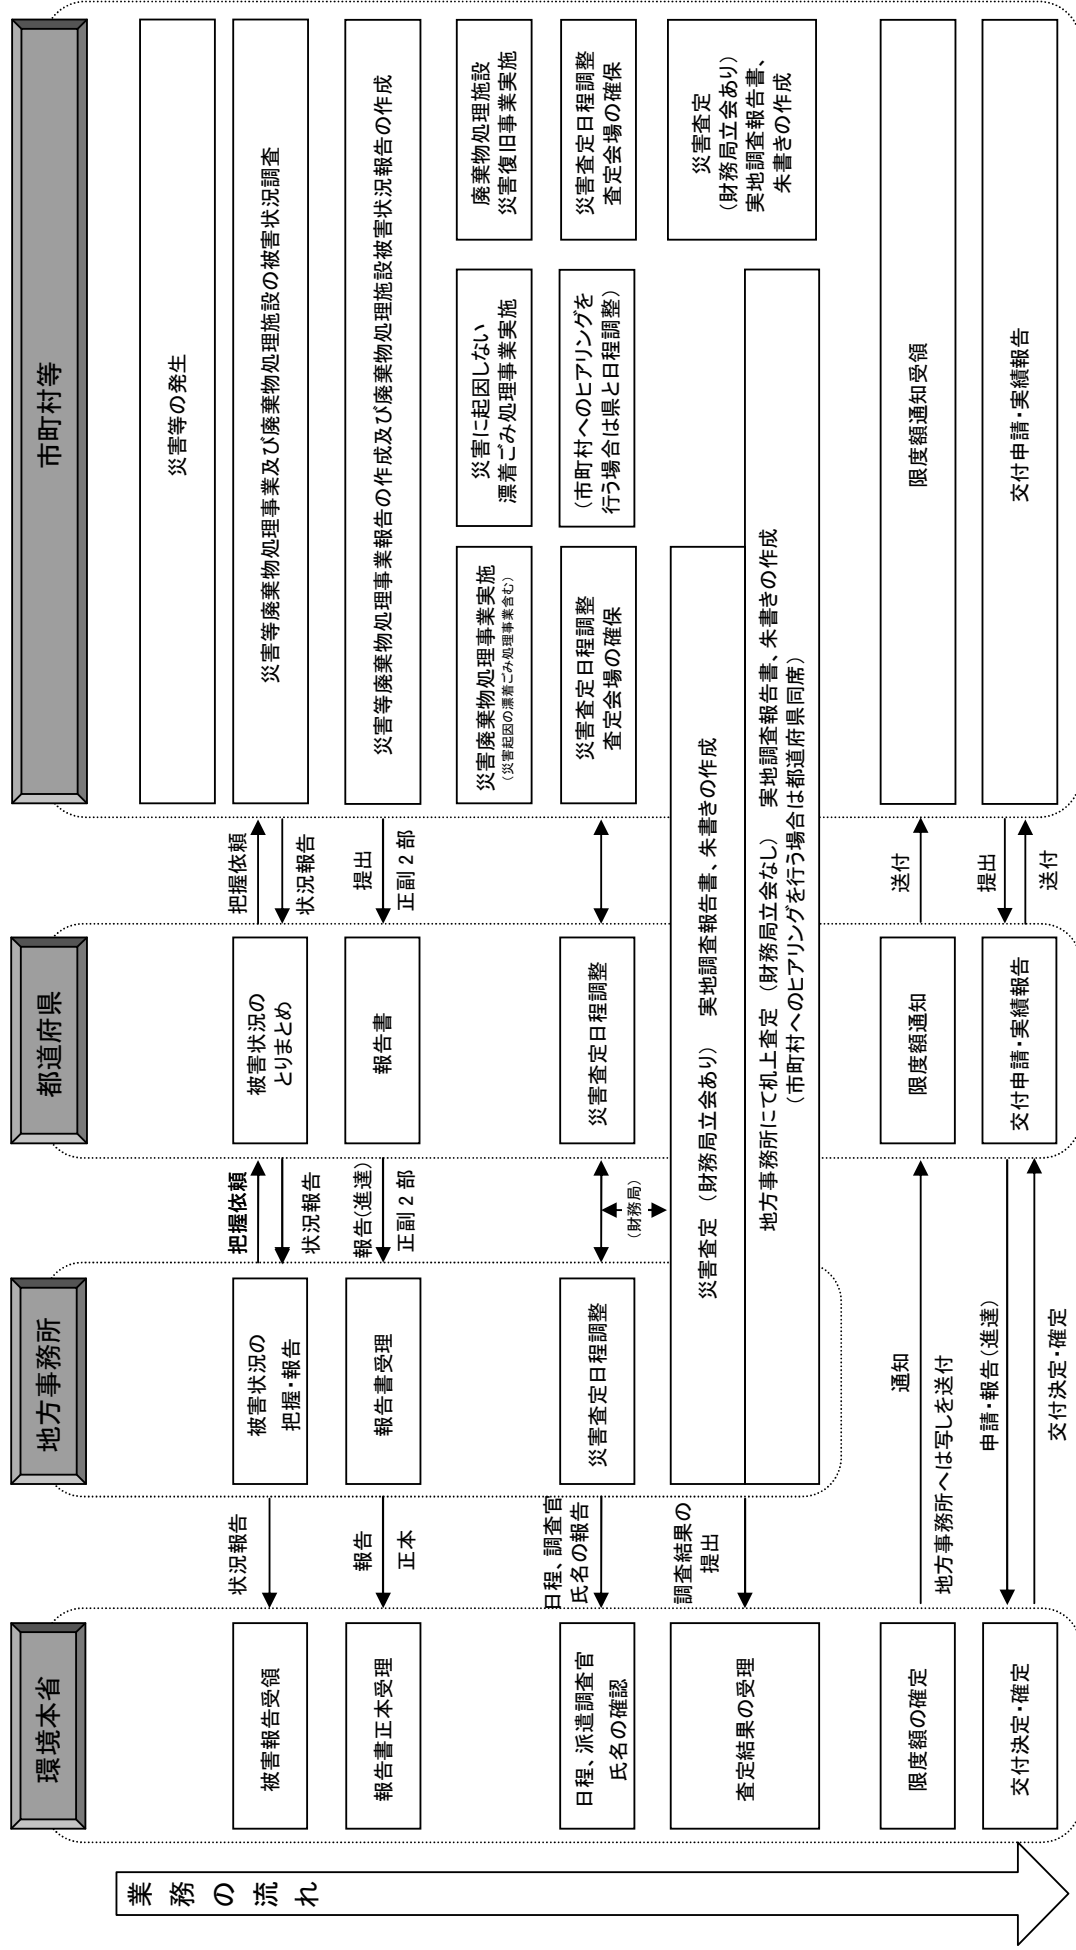 業務の流れ
環境本省
地方事務所
都道府県
市町村等
災害等の発生
被害報告受領
状況報告
被害状況の
把握・報告
把握依頼
状況報告
被害状況の
とりまとめ
把握依頼
状況報告
災害等廃棄物処理事業及び廃棄物処理施設の被害状況調査
報告書正本受理
報告
正本
報告書受理
報告(進達)
正副2部
報告書
提出
正副2部
災害等廃棄物処理事業報告の作成及び廃棄物処理施設被害状況報告の作成
災害廃棄物処理事業実施
(災害起因の漂着ごみ処理事業含む)
災害に起因しない
漂着ごみ処理事業実施
廃棄物処理施設
災害復旧事業実施
日程、派遣調査官
氏名の確認
日程、調査官
氏名の報告
災害査定日程調整
(財務局)
災害査定日程調整
災害査定日程調整
査定会場の確保
(市町村へのヒアリングを
行う場合は県と日程調整)
災害査定日程調整
査定会場の確保
査定結果の受理
調査結果の
提出
災害査定(財務局立会あり) 実地調査報告書、朱書きの作成
地方事務所にて机上査定(財務局立会なし) 実地調査報告書、朱書きの作成
(市町村へのヒアリングを行う場合は都道府県同席)
災害査定
(財務局立会あり)
実地調査報告書、
朱書きの作成
限度額の確定
通知
地方事務所へは写しを送付
限度額通知
送付
限度額通知受領
交付決定・確定
申請・報告(進達)
交付決定・確定
交付申請・実績報告
提出
送付
交付申請・実績報告